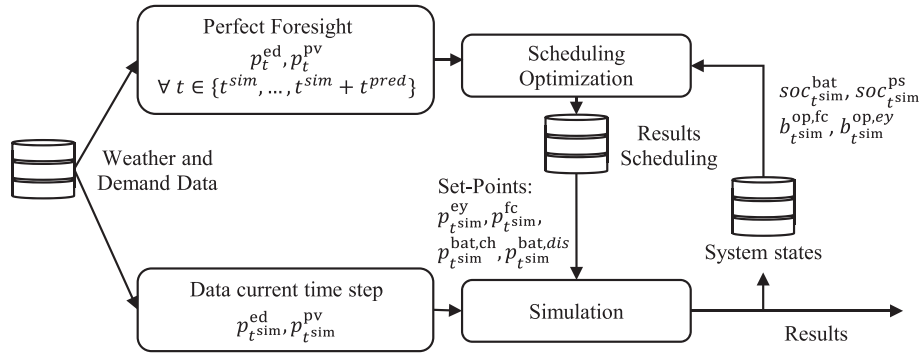 Perfect Foresight
p_t^ed, p_t^pv
∀ t ∈ {t^sim, …, t^sim + t^pred}
Scheduling
Optimization
soc_{t^sim}^bat, soc_{t^sim}^ps
b_{t^sim}^{op,fc}, b_{t^sim}^{op,ey}
Weather and
Demand Data
Results
Scheduling
Set-Points:
p_{t^sim}^ey, p_{t^sim}^fc,
p_{t^sim}^{bat,ch}, p_{t^sim}^{bat,dis}
System states
Data current time step
p_{t^sim}^ed, p_{t^sim}^pv
Simulation
Results